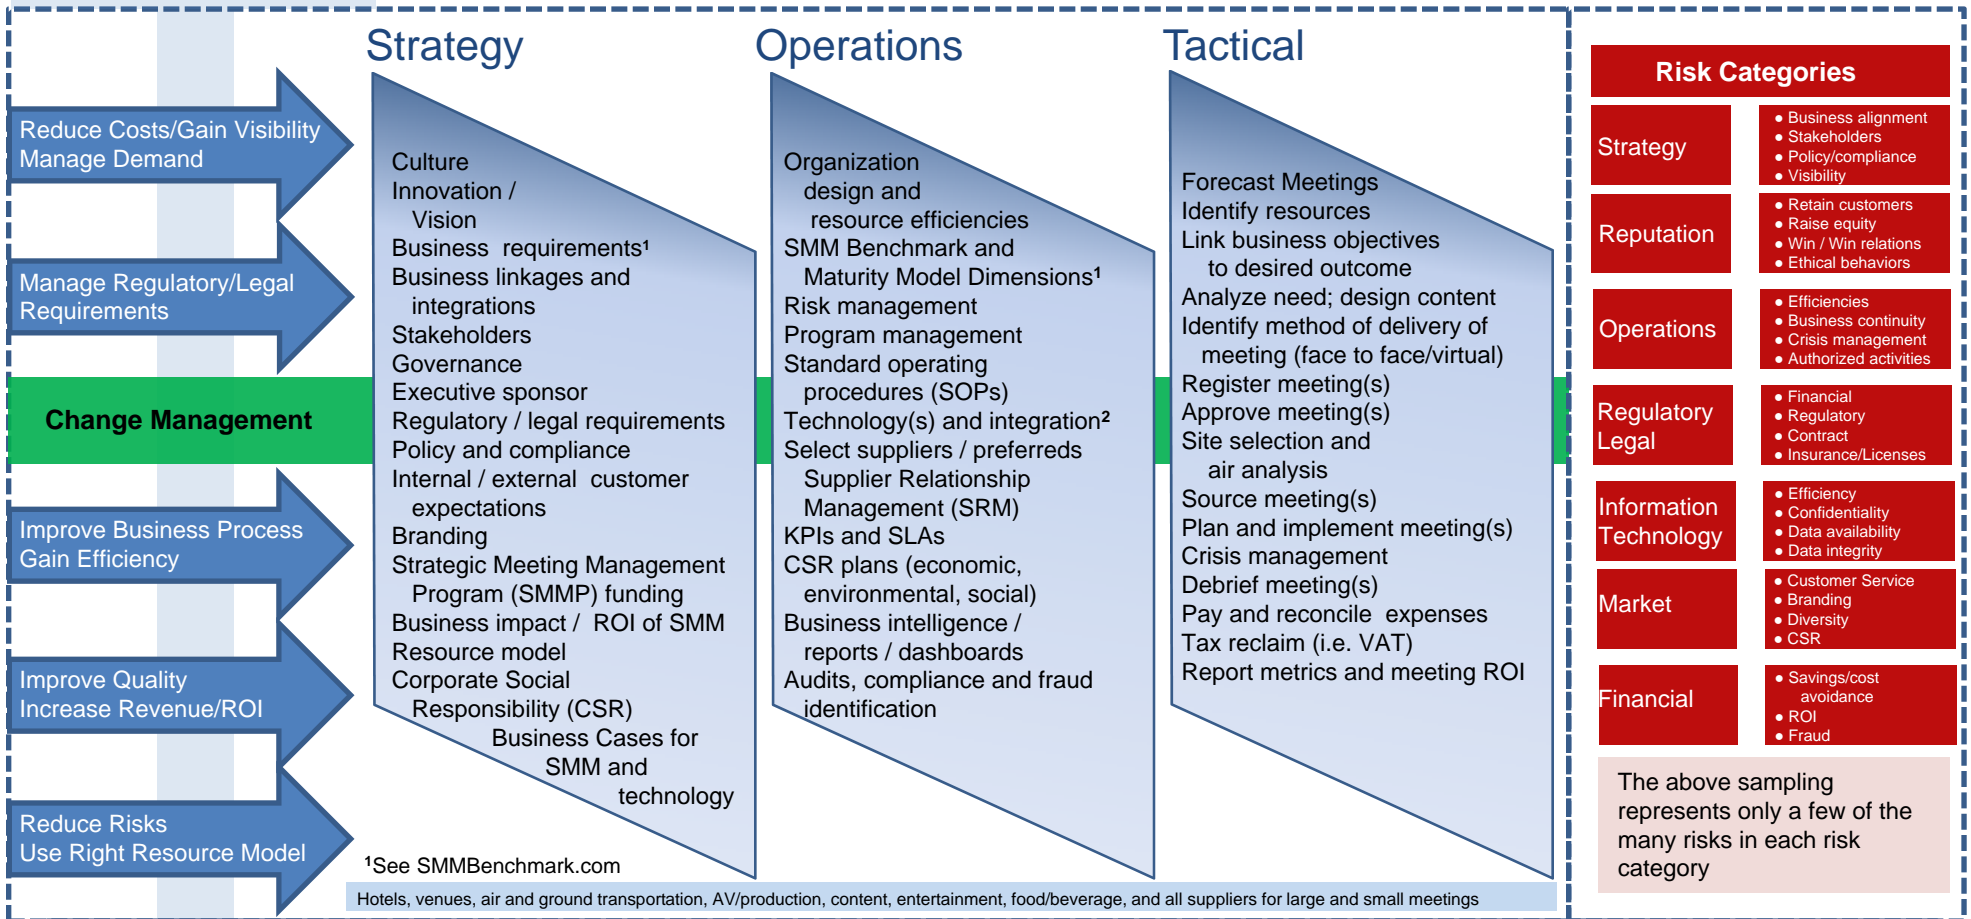 Strategy
Operations
Tactical
Reduce Costs/Gain Visibility
Manage Demand
Manage Regulatory/Legal
Requirements
Change Management
Improve Business Process
Gain Efficiency
Improve Quality
Increase Revenue/ROI
Reduce Risks
Use Right Resource Model
Culture
Innovation /
Vision
Business requirements¹
Business linkages and
integrations
Stakeholders
Governance
Executive sponsor
Regulatory / legal requirements
Policy and compliance
Internal / external customer
expectations
Branding
Strategic Meeting Management
Program (SMMP) funding
Business impact / ROI of SMM
Resource model
Corporate Social
Responsibility (CSR)
Business Cases for
SMM and
technology
Organization
design and
resource efficiencies
SMM Benchmark and
Maturity Model Dimensions¹
Risk management
Program management
Standard operating
procedures (SOPs)
Technology(s) and integration²
Select suppliers / preferreds
Supplier Relationship
Management (SRM)
KPIs and SLAs
CSR plans (economic,
environmental, social)
Business intelligence /
reports / dashboards
Audits, compliance and fraud
identification
Forecast Meetings
Identify resources
Link business objectives
to desired outcome
Analyze need; design content
Identify method of delivery of
meeting (face to face/virtual)
Register meeting(s)
Approve meeting(s)
Site selection and
air analysis
Source meeting(s)
Plan and implement meeting(s)
Crisis management
Debrief meeting(s)
Pay and reconcile expenses
Tax reclaim (i.e. VAT)
Report metrics and meeting ROI
¹See SMMBenchmark.com
Hotels, venues, air and ground transportation, AV/production, content, entertainment, food/beverage, and all suppliers for large and small meetings
Risk Categories
Strategy
● Business alignment
● Stakeholders
● Policy/compliance
● Visibility
Reputation
● Retain customers
● Raise equity
● Win / Win relations
● Ethical behaviors
Operations
● Efficiencies
● Business continuity
● Crisis management
● Authorized activities
Regulatory
Legal
● Financial
● Regulatory
● Contract
● Insurance/Licenses
Information
Technology
● Efficiency
● Confidentiality
● Data availability
● Data integrity
Market
● Customer Service
● Branding
● Diversity
● CSR
Financial
● Savings/cost
avoidance
● ROI
● Fraud
The above sampling
represents only a few of the
many risks in each risk
category